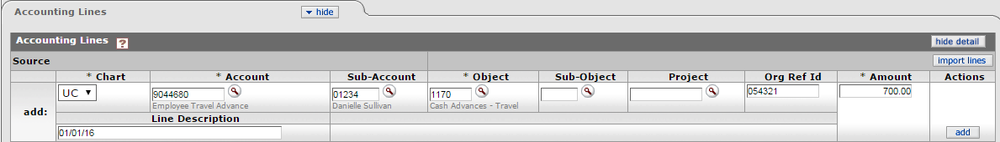 Accounting Lines
hide
Accounting Lines ?
hide detail
Source
import lines
* Chart * Account Sub-Account * Object Sub-Object Project Org Ref Id * Amount Actions
add:
UC 9044680 01234 1170 054321 700.00
Employee Travel Advance Danielle Sullivan Cash Advances - Travel
Line Description
01/01/16
add